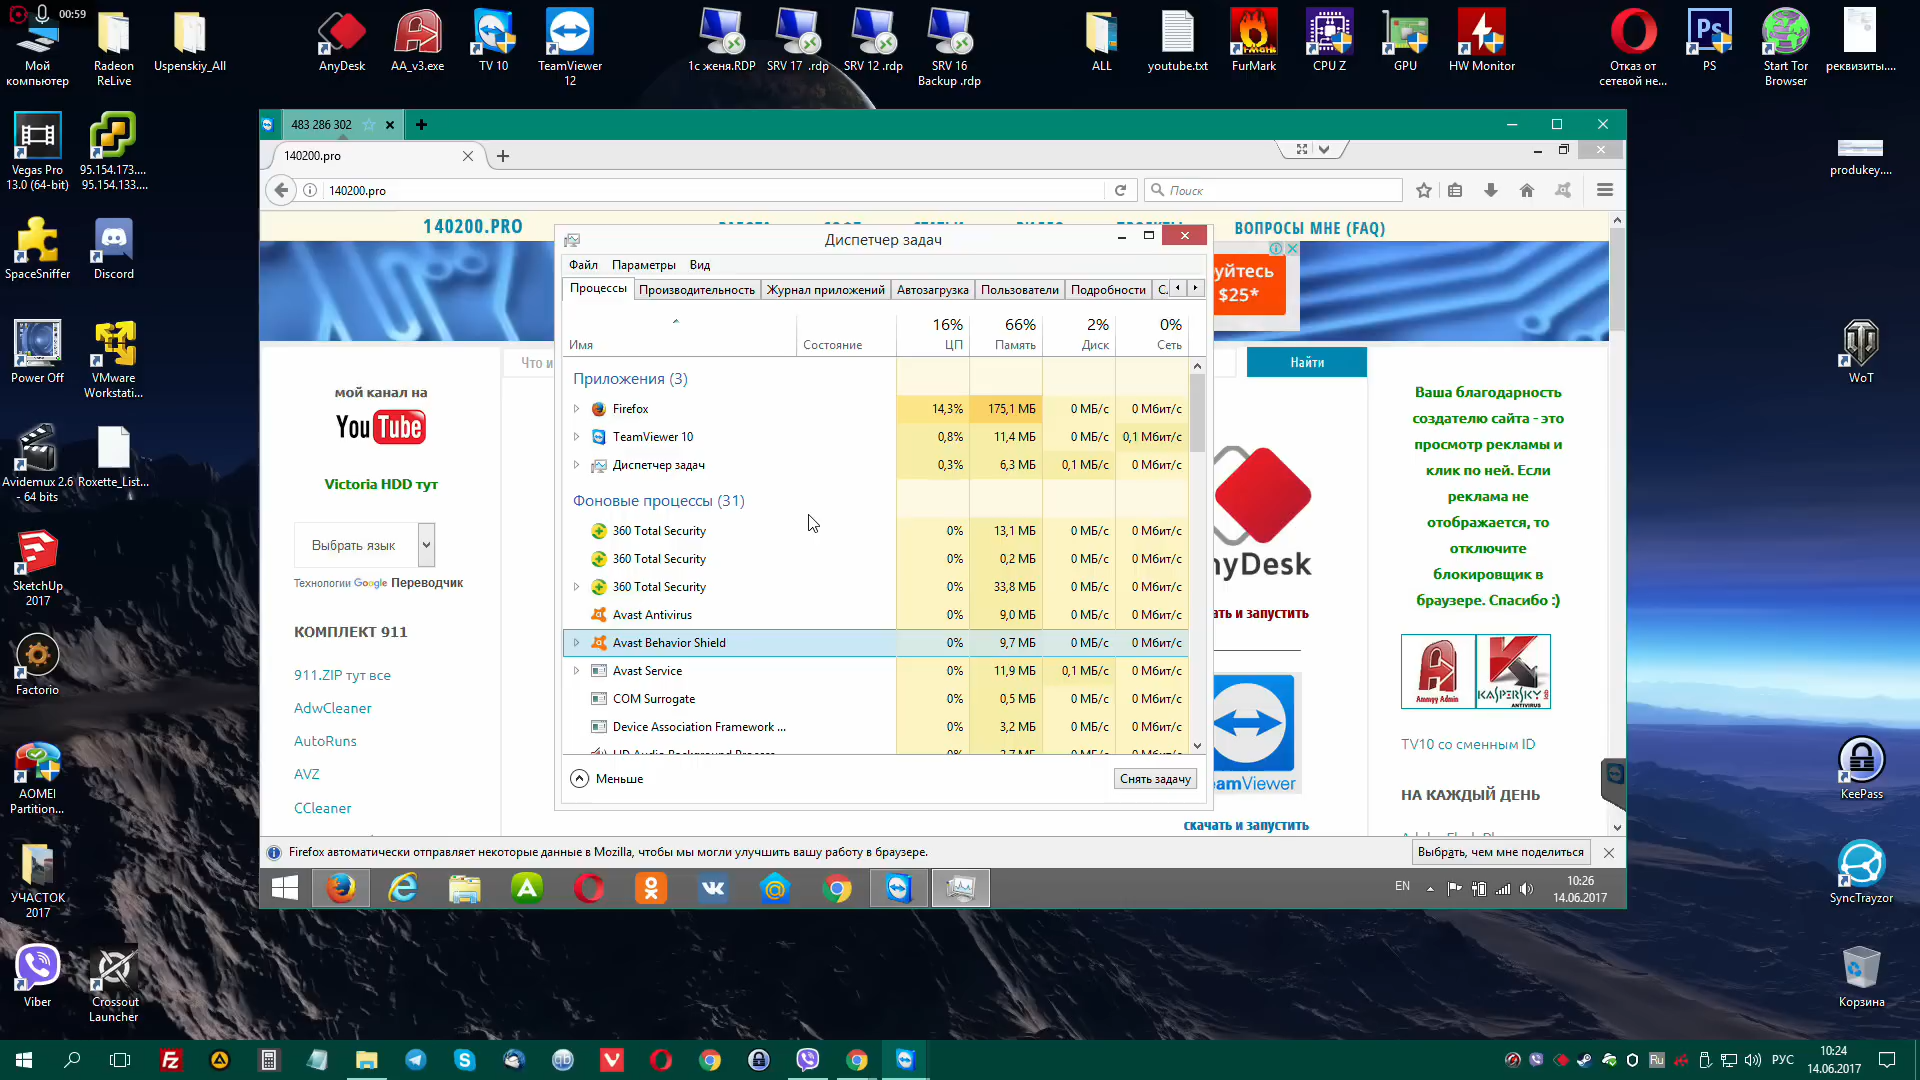 00:59
Мой
компьютер
Radeon
ReLive
Uspenskiy_All
AnyDesk
AA_v3.exe
TV 10
TeamViewer
12
1с женя.RDP
SRV 17 .rdp
SRV 12 .rdp
SRV 16
Backup .rdp
ALL
youtube.txt
FurMark
CPU Z
GPU
HW Monitor
Отказ от
сетевой не...
PS
Start Tor
Browser
реквизиты....
Vegas Pro
13.0 (64-bit)
95.154.173....
95.154.133....
SpaceSniffer
Discord
Power Off
VMware
Workstati...
Avidemux 2.6
- 64 bits
Roxette_List...
SketchUp
2017
Factorio
AOMEI
Partition...
УЧАСТОК
2017
Viber
Crossout
Launcher
produkey....
WoT
KeePass
SyncTrayzor
Корзина
483 286 302
140200.pro
140200.pro
Поиск
140200.PRO
ВОПРОСЫ МНЕ (FAQ)
уйтесь
$25*
Что и
Найти
мой канал на
YouTube
Victoria HDD тут
Выбрать язык
Технологии Google Переводчик
КОМПЛЕКТ 911
911.ZIP тут все
AdwCleaner
AutoRuns
AVZ
CCleaner
Диспетчер задач
Файл Параметры Вид
Процессы Производительность Журнал приложений Автозагрузка Пользователи Подробности С.
16% 66% 2% 0%
Имя Состояние ЦП Память Диск Сеть
Приложения (3)
Firefox 14,3% 175,1 МБ 0 МБ/с 0 Мбит/с
TeamViewer 10 0,8% 11,4 МБ 0 МБ/с 0,1 Мбит/с
Диспетчер задач 0,3% 6,3 МБ 0,1 МБ/с 0 Мбит/с
Фоновые процессы (31)
360 Total Security 0% 13,1 МБ 0 МБ/с 0 Мбит/с
360 Total Security 0% 0,2 МБ 0 МБ/с 0 Мбит/с
360 Total Security 0% 33,8 МБ 0 МБ/с 0 Мбит/с
Avast Antivirus 0% 9,0 МБ 0 МБ/с 0 Мбит/с
Avast Behavior Shield 0% 9,7 МБ 0 МБ/с 0 Мбит/с
Avast Service 0% 11,9 МБ 0,1 МБ/с 0 Мбит/с
COM Surrogate 0% 0,5 МБ 0 МБ/с 0 Мбит/с
Device Association Framework ... 0% 3,2 МБ 0 МБ/с 0 Мбит/с
Меньше
Снять задачу
nyDesk
ать и запустить
amViewer
скачать и запустить
Ваша благодарность
создателю сайта - это
просмотр рекламы и
клик по ней. Если
реклама не
отображается, то
отключите
блокировщик в
браузере. Спасибо :)
Ammyy Admin
KASPERSKY
ANTIVIRUS
TV10 со сменным ID
НА КАЖДЫЙ ДЕНЬ
Firefox автоматически отправляет некоторые данные в Mozilla, чтобы мы могли улучшить вашу работу в браузере.
Выбрать, чем мне поделиться
EN
10:26
14.06.2017
Ru
РУС
10:24
14.06.2017